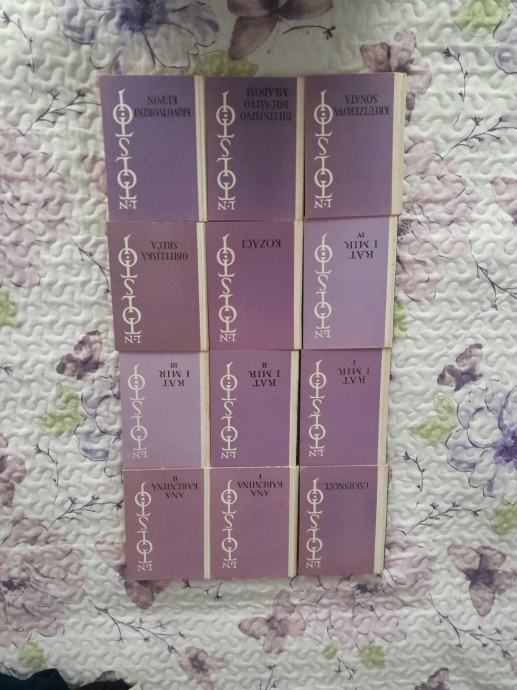 L.N. TOLSTOJ
USKRSNUĆE
L.N. TOLSTOJ
ANA
KARENJINA
I
L.N. TOLSTOJ
ANA
KARENJINA
II
L.N. TOLSTOJ
RAT
I MIR
I
L.N. TOLSTOJ
RAT
I MIR
II
L.N. TOLSTOJ
RAT
I MIR
III
L.N. TOLSTOJ
RAT
I MIR
IV
L.N. TOLSTOJ
KOZACI
L.N. TOLSTOJ
OBITELJSKA
SREĆA
L.N. TOLSTOJ
KREUTZEROVA
SONATA
L.N. TOLSTOJ
DJETINJSTVO
DJEČAŠTVO
MLADOST
L.N. TOLSTOJ
KRIVOTVORENI
KUPON